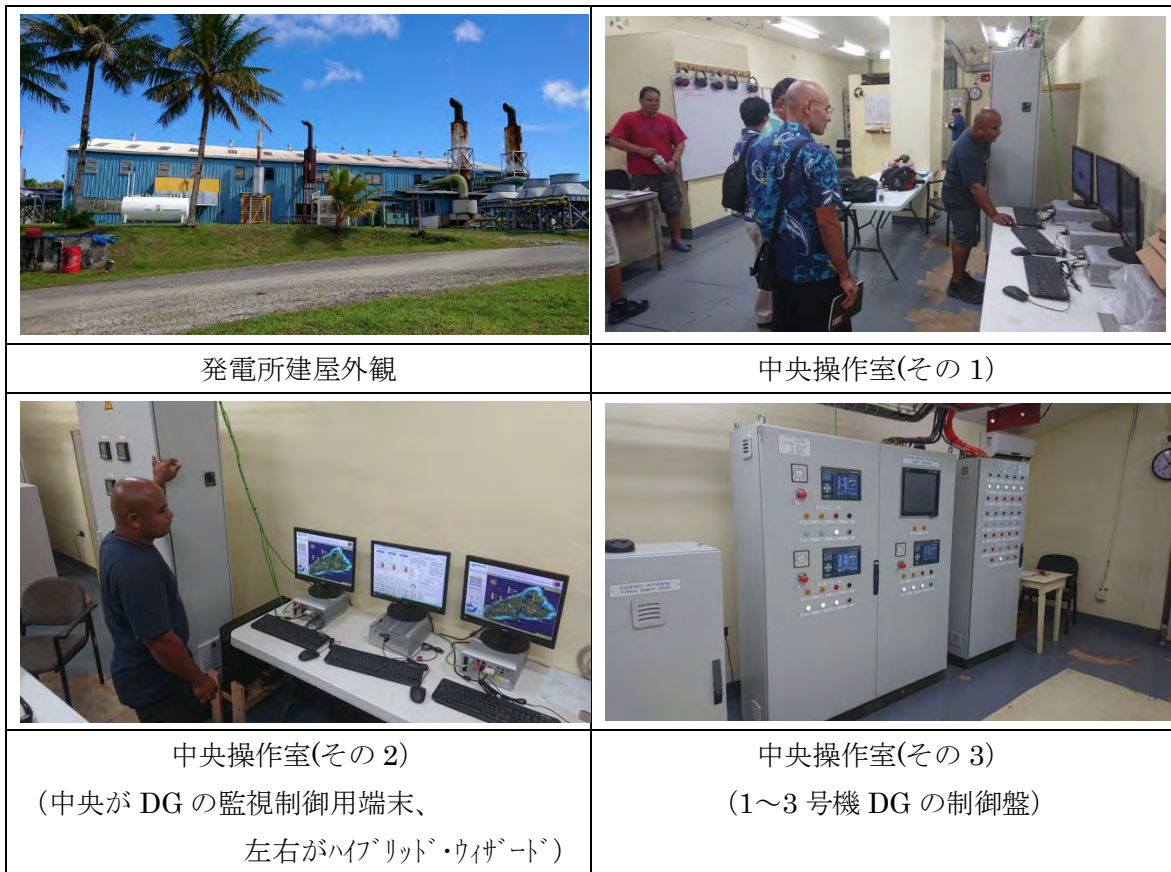 発電所建屋外観
中央操作室(その 1)
中央操作室(その 2)
（中央が DG の監視制御用端末、
左右がﾊｲﾌﾞﾘｯﾄﾞ・ｳｨｻﾞｰﾄﾞ）
中央操作室(その 3)
(1～3 号機 DG の制御盤)